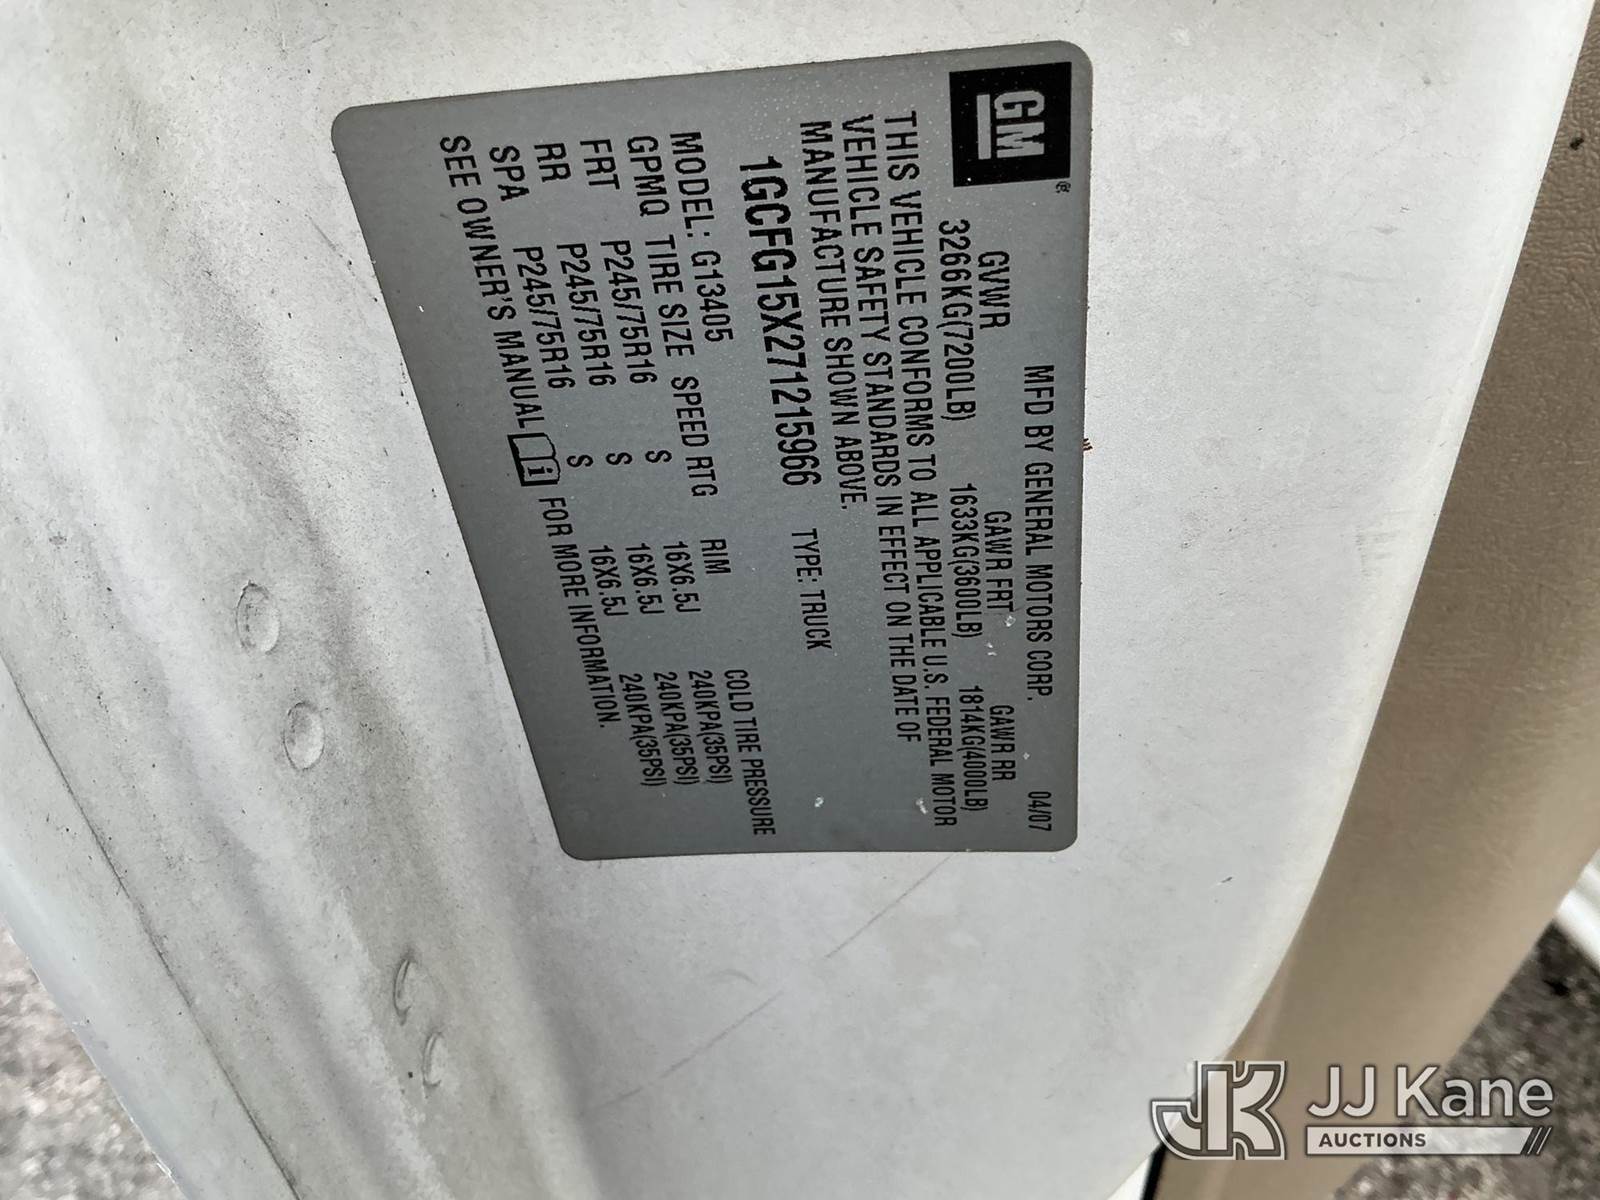 GM
MFD BY GENERAL MOTORS CORP. 04/07
GVWR GAWR FRT GAWR RR
3266KG(7200LB) 1633KG(3600LB) 1814KG(4000LB)
THIS VEHICLE CONFORMS TO ALL APPLICABLE U.S. FEDERAL MOTOR
VEHICLE SAFETY STANDARDS IN EFFECT ON THE DATE OF
MANUFACTURE SHOWN ABOVE.
1GCFG15X271215966 TYPE: TRUCK
MODEL: G13405
GPMQ TIRE SIZE SPEED RTG RIM COLD TIRE PRESSURE
FRT P245/75R16 S 16X6.5J 240KPA(35PSI)
RR P245/75R16 S 16X6.5J 240KPA(35PSI)
SPA P245/75R16 S 16X6.5J 240KPA(35PSI)
SEE OWNER'S MANUAL i FOR MORE INFORMATION.
JK JJ Kane
AUCTIONS